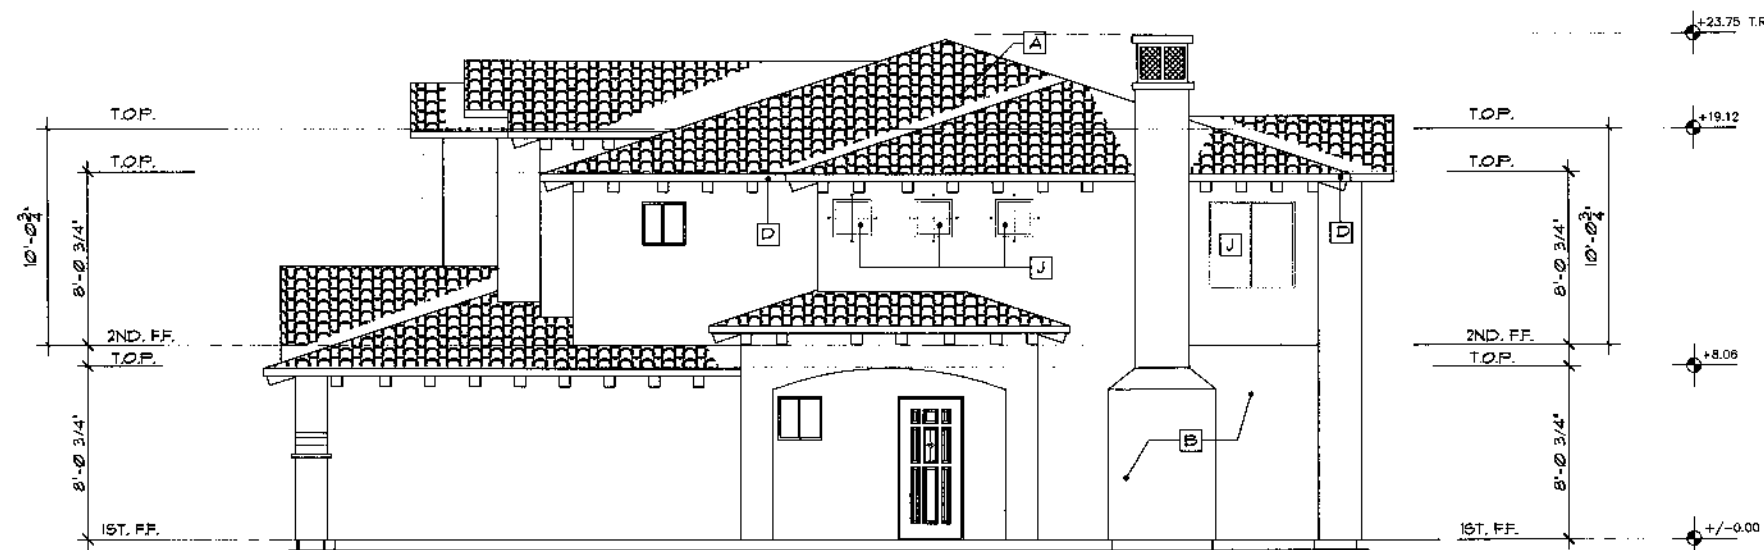 +23.75 T.R
A
T.O.P.
T.O.P.
+19.12
T.O.P.
T.O.P.
10'-0 3/4"
8'-0 3/4"
D
J
D
8'-0 3/4"
10'-0 3/4"
J
2ND. F.F.
2ND. F.F.
T.O.P.
T.O.P.
+8.06
8'-0 3/4"
B
8'-0 3/4"
1ST. F.F.
1ST. F.F.
+/-0.00